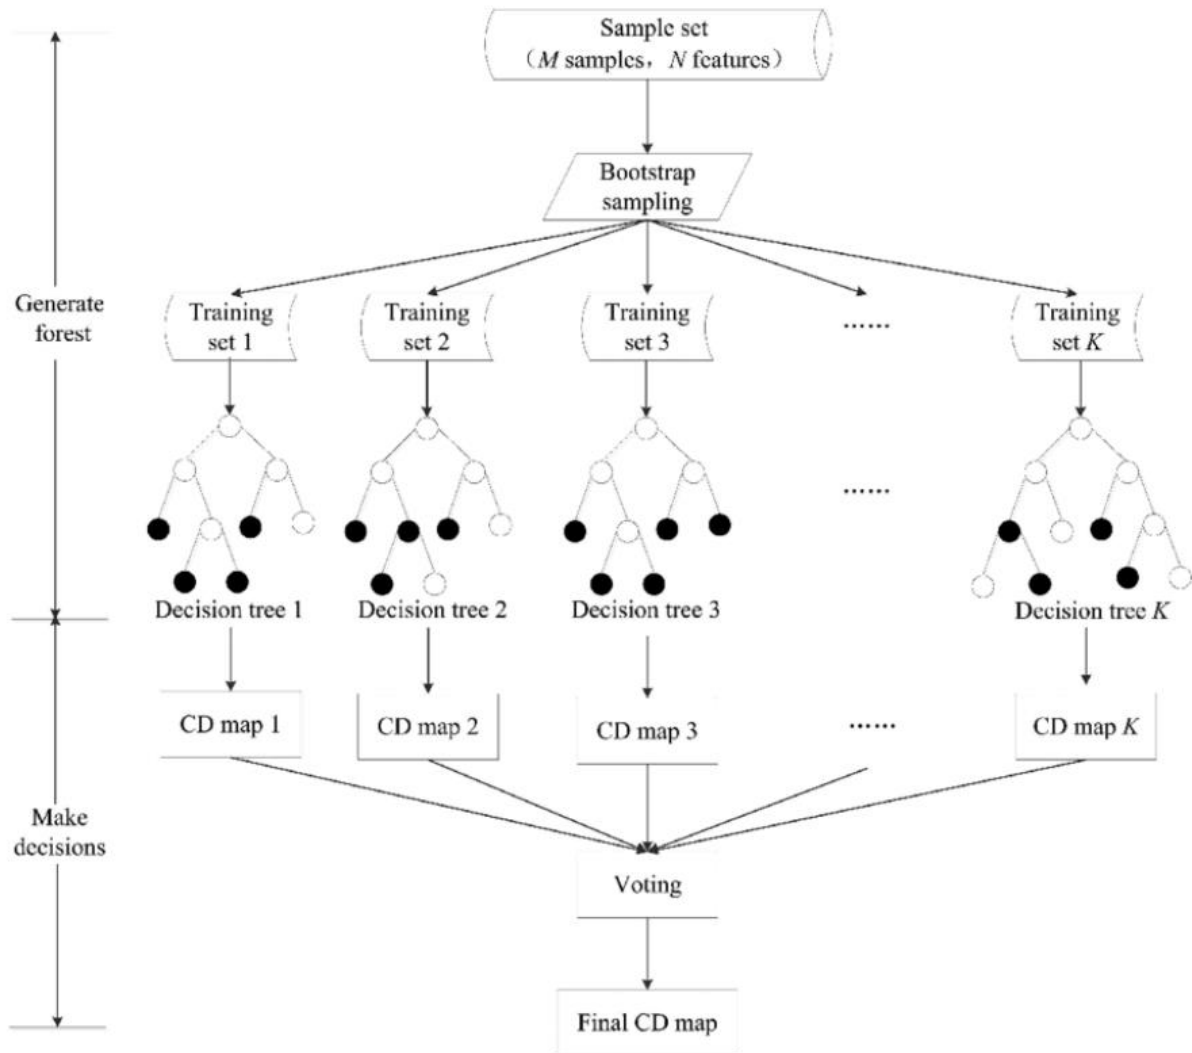 Sample set
（M samples，N features）
Bootstrap
sampling
Generate
forest
Training
set 1
Training
set 2
Training
set 3
……
Training
set K
……
Decision tree 1
Decision tree 2
Decision tree 3
Decision tree K
CD map 1
CD map 2
CD map 3
……
CD map K
Make
decisions
Voting
Final CD map